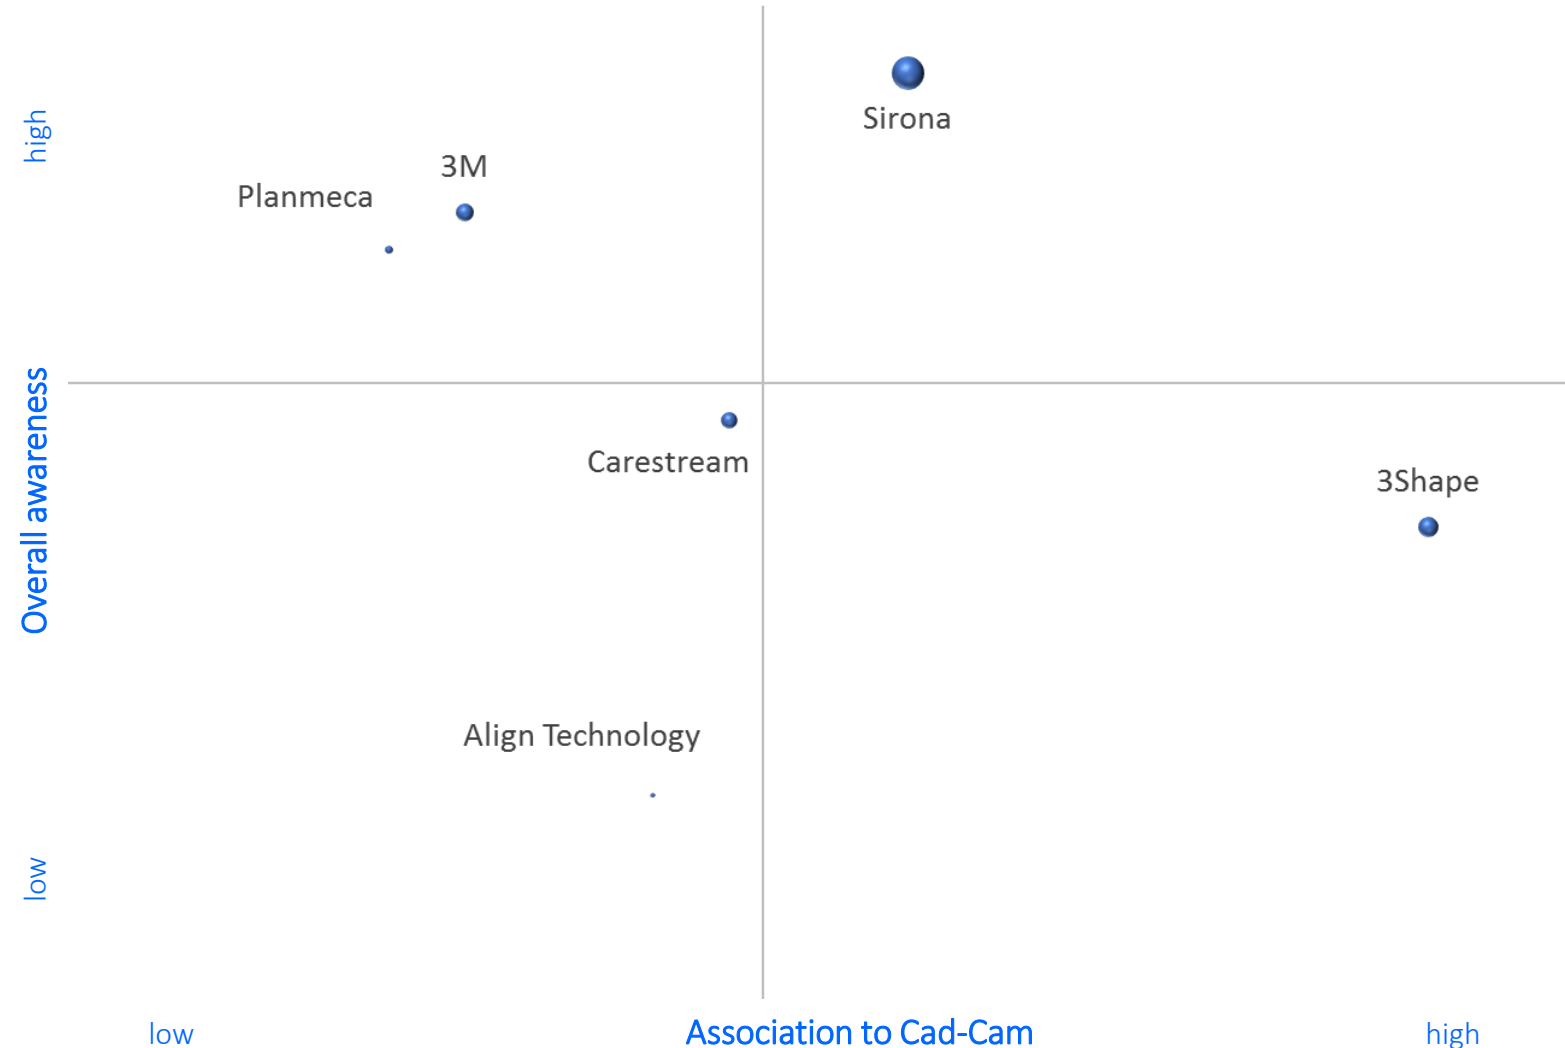 high
Sirona
3M
Planmeca
Overall awareness
Carestream
3Shape
Align Technology
low
low
Association to Cad-Cam
high